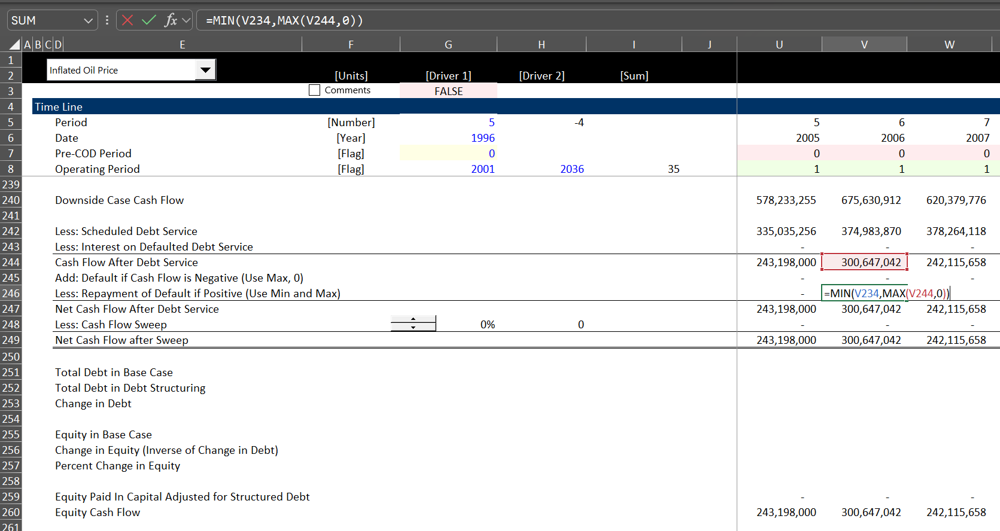 SUM fx =MIN(V234,MAX(V244,0))
A B C D E F G H I J U V W
1 Inflated Oil Price
2 [Units] [Driver 1] [Driver 2] [Sum]
3 Comments FALSE
4 Time Line
5 Period [Number] 5 -4 5 6 7
6 Date [Year] 1996 2005 2006 2007
7 Pre-COD Period [Flag] 0 0 0 0
8 Operating Period [Flag] 2001 2036 35 1 1 1
239
240 Downside Case Cash Flow 578,233,255 675,630,912 620,379,776
241
242 Less: Scheduled Debt Service 335,035,256 374,983,870 378,264,118
243 Less: Interest on Defaulted Debt Service - - -
244 Cash Flow After Debt Service 243,198,000 300,647,042 242,115,658
245 Add: Default if Cash Flow is Negative (Use Max, 0) - - -
246 Less: Repayment of Default if Positive (Use Min and Max) - =MIN(V234,MAX(V244,0))
247 Net Cash Flow After Debt Service 243,198,000 300,647,042 242,115,658
248 Less: Cash Flow Sweep 0% 0 - - -
249 Net Cash Flow after Sweep 243,198,000 300,647,042 242,115,658
250
251 Total Debt in Base Case
252 Total Debt in Debt Structuring
253 Change in Debt
254
255 Equity in Base Case
256 Change in Equity (Inverse of Change in Debt)
257 Percent Change in Equity
258
259 Equity Paid In Capital Adjusted for Structured Debt - - -
260 Equity Cash Flow 243,198,000 300,647,042 242,115,658
261